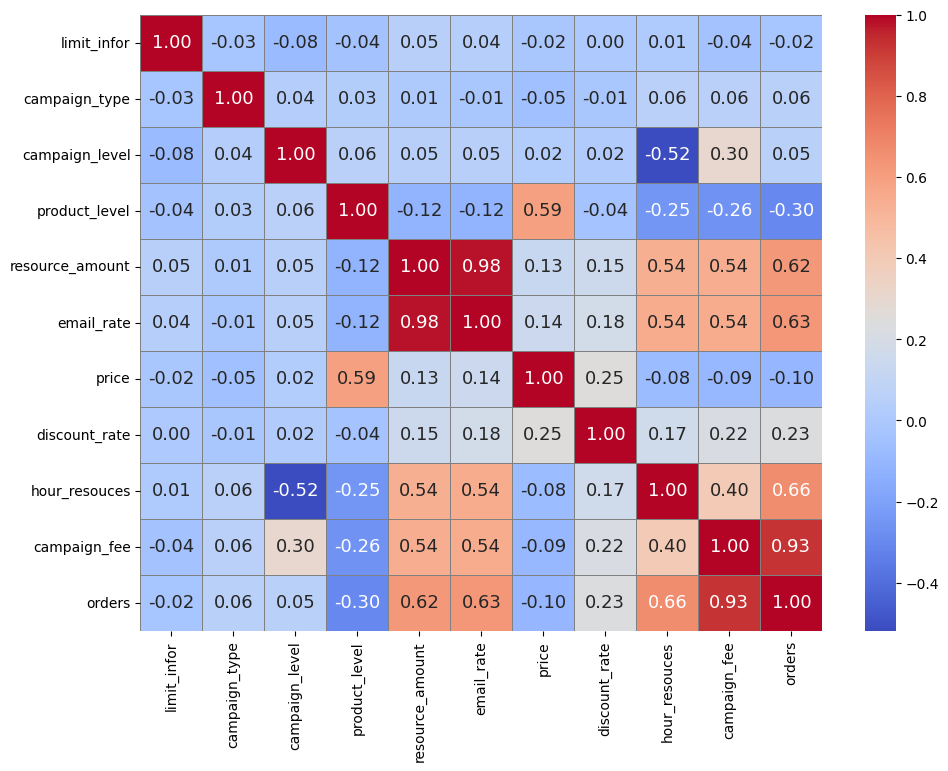 limit_infor 1.00 -0.03 -0.08 -0.04 0.05 0.04 -0.02 0.00 0.01 -0.04 -0.02
campaign_type -0.03 1.00 0.04 0.03 0.01 -0.01 -0.05 -0.01 0.06 0.06 0.06
campaign_level -0.08 0.04 1.00 0.06 0.05 0.05 0.02 0.02 -0.52 0.30 0.05
product_level -0.04 0.03 0.06 1.00 -0.12 -0.12 0.59 -0.04 -0.25 -0.26 -0.30
resource_amount 0.05 0.01 0.05 -0.12 1.00 0.98 0.13 0.15 0.54 0.54 0.62
email_rate 0.04 -0.01 0.05 -0.12 0.98 1.00 0.14 0.18 0.54 0.54 0.63
price -0.02 -0.05 0.02 0.59 0.13 0.14 1.00 0.25 -0.08 -0.09 -0.10
discount_rate 0.00 -0.01 0.02 -0.04 0.15 0.18 0.25 1.00 0.17 0.22 0.23
hour_resouces 0.01 0.06 -0.52 -0.25 0.54 0.54 -0.08 0.17 1.00 0.40 0.66
campaign_fee -0.04 0.06 0.30 -0.26 0.54 0.54 -0.09 0.22 0.40 1.00 0.93
orders -0.02 0.06 0.05 -0.30 0.62 0.63 -0.10 0.23 0.66 0.93 1.00
limit_infor
campaign_type
campaign_level
product_level
resource_amount
email_rate
price
discount_rate
hour_resouces
campaign_fee
orders
1.0
0.8
0.6
0.4
0.2
0.0
-0.2
-0.4